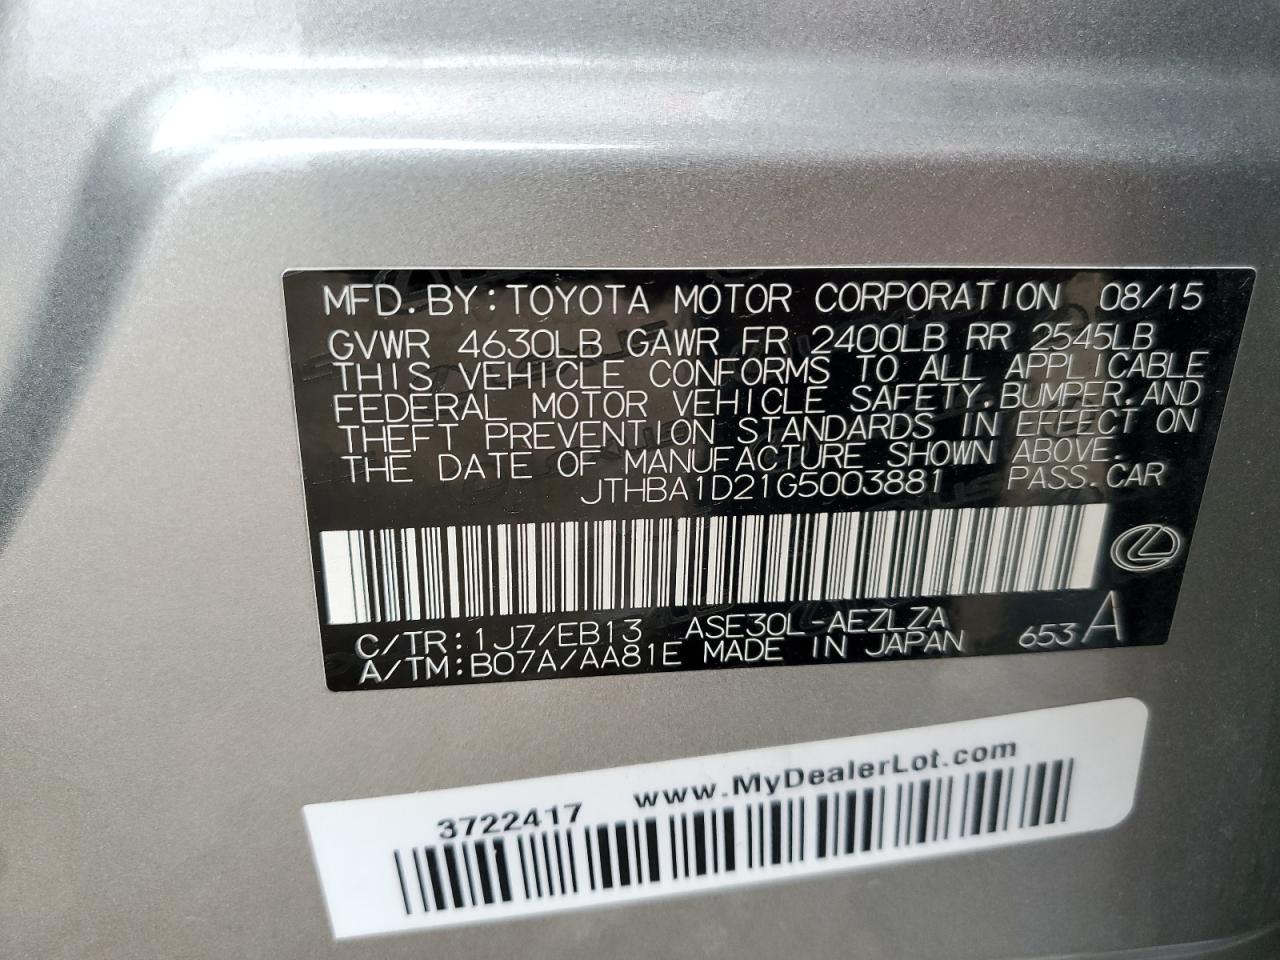 MFD. BY: TOYOTA MOTOR CORPORATION 08/15
GVWR 4630LB GAWR FR 2400LB RR 2545LB
THIS VEHICLE CONFORMS TO ALL APPLICABLE
FEDERAL MOTOR VEHICLE SAFETY, BUMPER, AND
THEFT PREVENTION STANDARDS IN EFFECT ON
THE DATE OF MANUFACTURE SHOWN ABOVE.
JTHBA1D21G5003881 PASS. CAR
C/TR: 1J7/EB13 ASE30L-AEZLZA
A/TM: B07A/AA81E MADE IN JAPAN 653 A
3722417 www.MyDealerLot.com